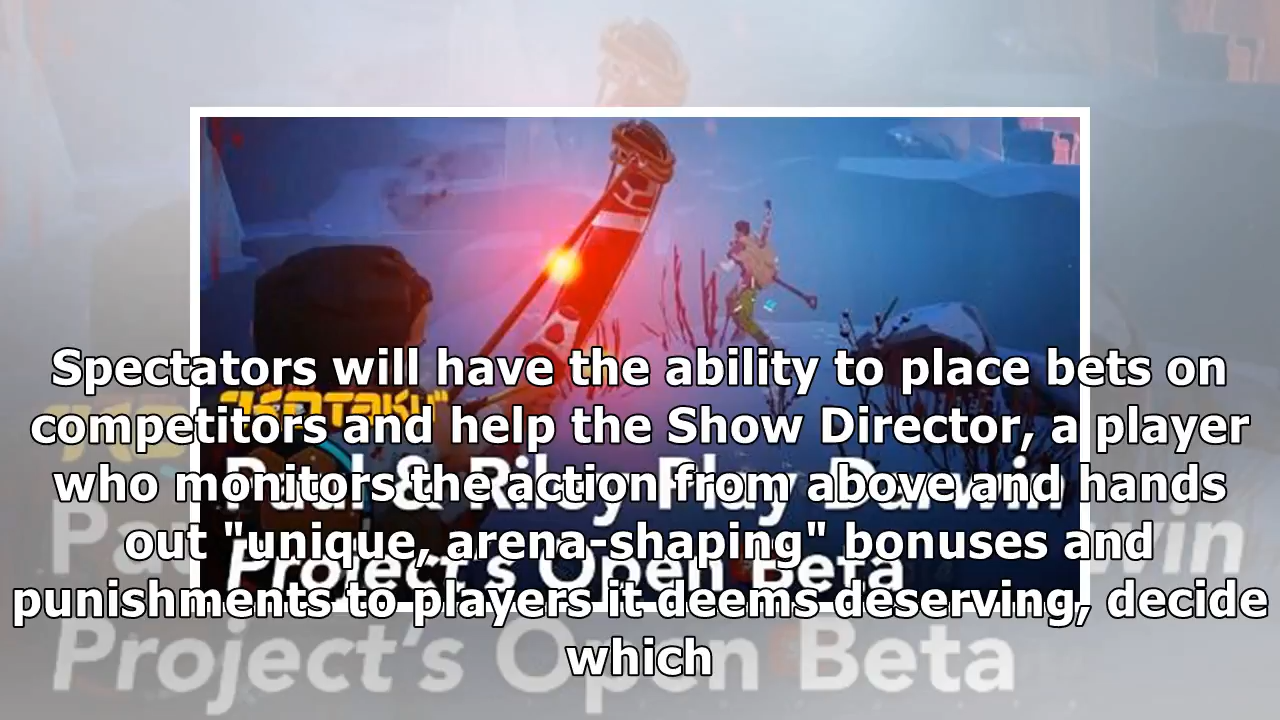 Spectators will have the ability to place bets on
competitors and help the Show Director, a player
who monitors the action from above and hands
out "unique, arena-shaping" bonuses and
punishments to players it deems deserving, decide
which
KOTAKU
Paul & Riley Play Darwin
Project's Open Beta